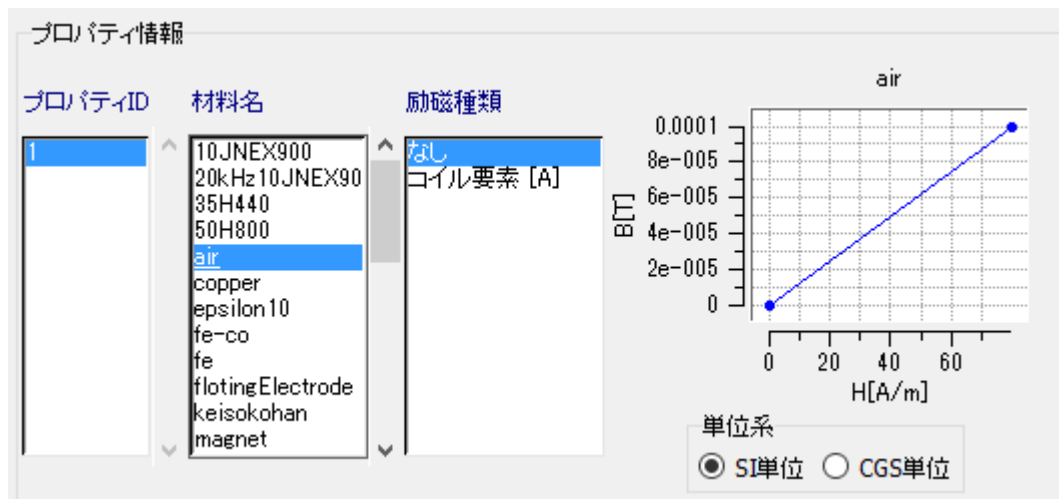 プロパティ情報
プロパティID
材料名
励磁種類
1
10JNEX900
20kHz10JNEX90
35H440
50H800
air
copper
epsilon10
fe-co
fe
flotingElectrode
keisokohan
magnet
なし
コイル要素 [A]
air
0.0001
8e-005
6e-005
4e-005
2e-005
0
B[T]
0 20 40 60
H[A/m]
単位系
SI単位 CGS単位